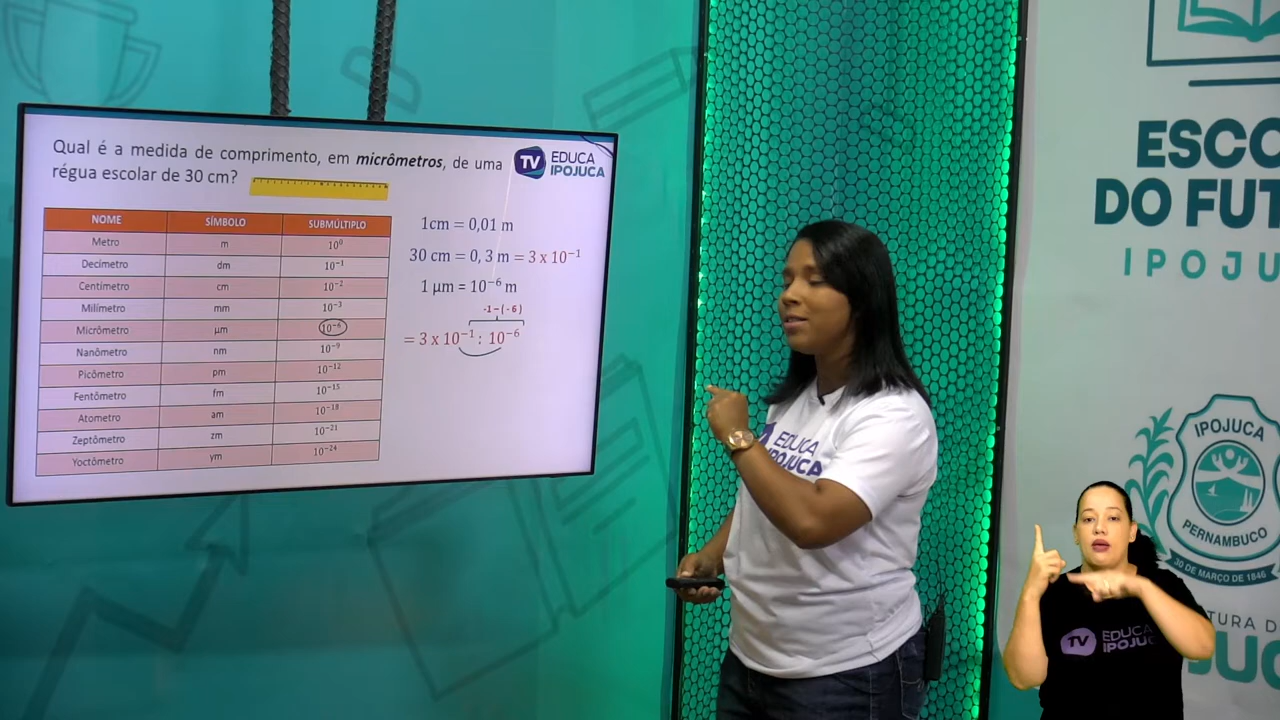 Qual é a medida de comprimento, em micrômetros, de uma
régua escolar de 30 cm?
TV EDUCA
IPOJUCA
NOME SÍMBOLO SUBMÚLTIPLO
Metro m 10⁰
Decímetro dm 10⁻¹
Centímetro cm 10⁻²
Milímetro mm 10⁻³
Micrômetro µm 10⁻⁶
Nanômetro nm 10⁻⁹
Picômetro pm 10⁻¹²
Fentômetro fm 10⁻¹⁵
Atometro am 10⁻¹⁸
Zeptômetro zm 10⁻²¹
Yoctômetro ym 10⁻²⁴
1cm = 0,01 m
30 cm = 0, 3 m = 3 x 10⁻¹
1 µm = 10⁻⁶ m
-1-(-6)
= 3 x 10⁻¹ : 10⁻⁶
EDUCA
IPOJUCA
ESCO
DO FUT
IPOJU
IPOJUCA
PERNAMBUCO
30 DE MARÇO DE 1846
TURA D
JUC
TV EDUCA
IPOJUC